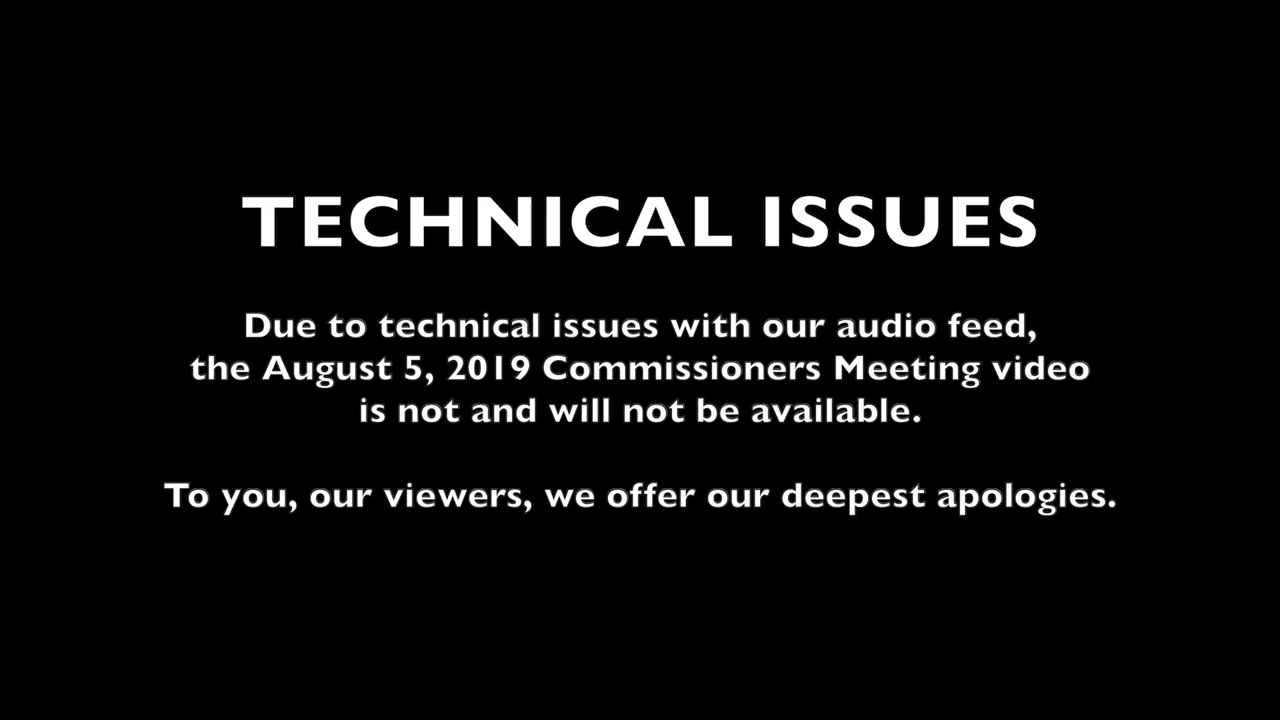 TECHNICAL ISSUES
Due to technical issues with our audio feed,
the August 5, 2019 Commissioners Meeting video
is not and will not be available.
To you, our viewers, we offer our deepest apologies.